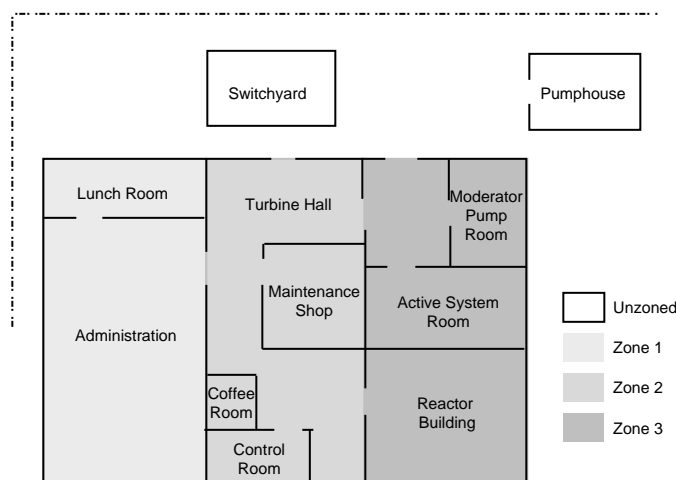 Switchyard
Pumphouse
Lunch Room
Turbine Hall
Moderator
Pump
Room
Maintenance
Shop
Active System
Room
Administration
Coffee
Room
Reactor
Building
Control
Room
Unzoned
Zone 1
Zone 2
Zone 3